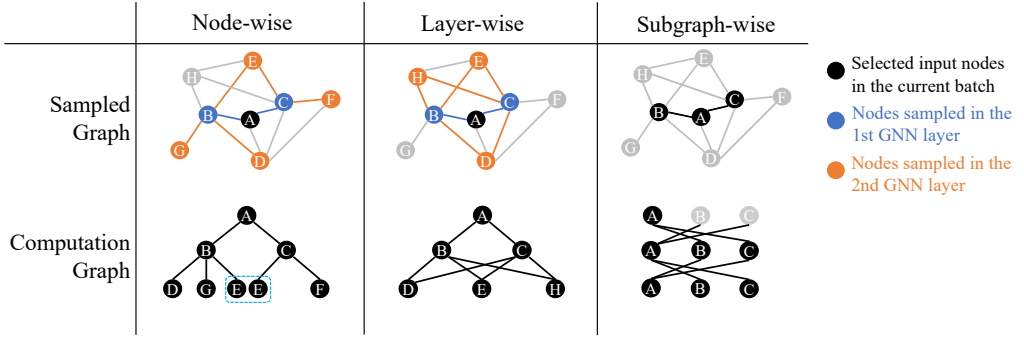 Node-wise
Layer-wise
Subgraph-wise
Sampled
Graph
E
H
F
C
B
A
G
D
E
H
F
C
B
A
G
D
E
H
F
C
B
A
G
D
Selected input nodes
in the current batch
Nodes sampled in the
1st GNN layer
Nodes sampled in the
2nd GNN layer
Computation
Graph
A
B C
D G E E F
A
B C
D E H
A B C
A B C
A B C